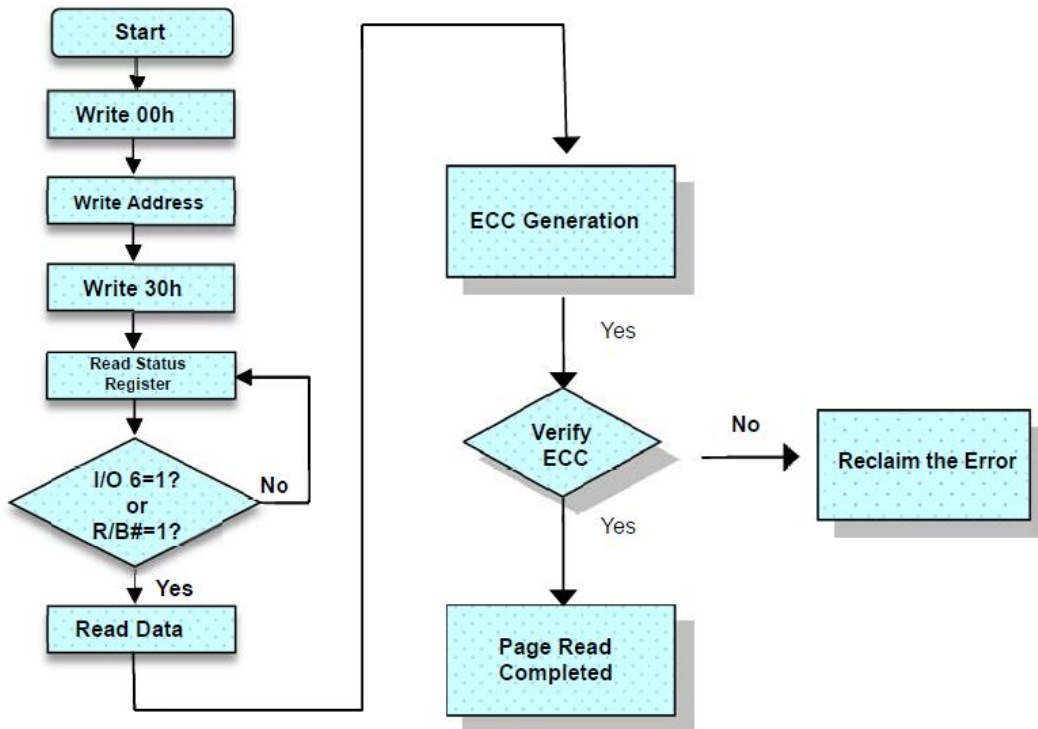 Start
Write 00h
Write Address
Write 30h
Read Status
Register
I/O 6=1?
or
R/B#=1?
No
Yes
Read Data
ECC Generation
Yes
Verify
ECC
No
Reclaim the Error
Yes
Page Read
Completed